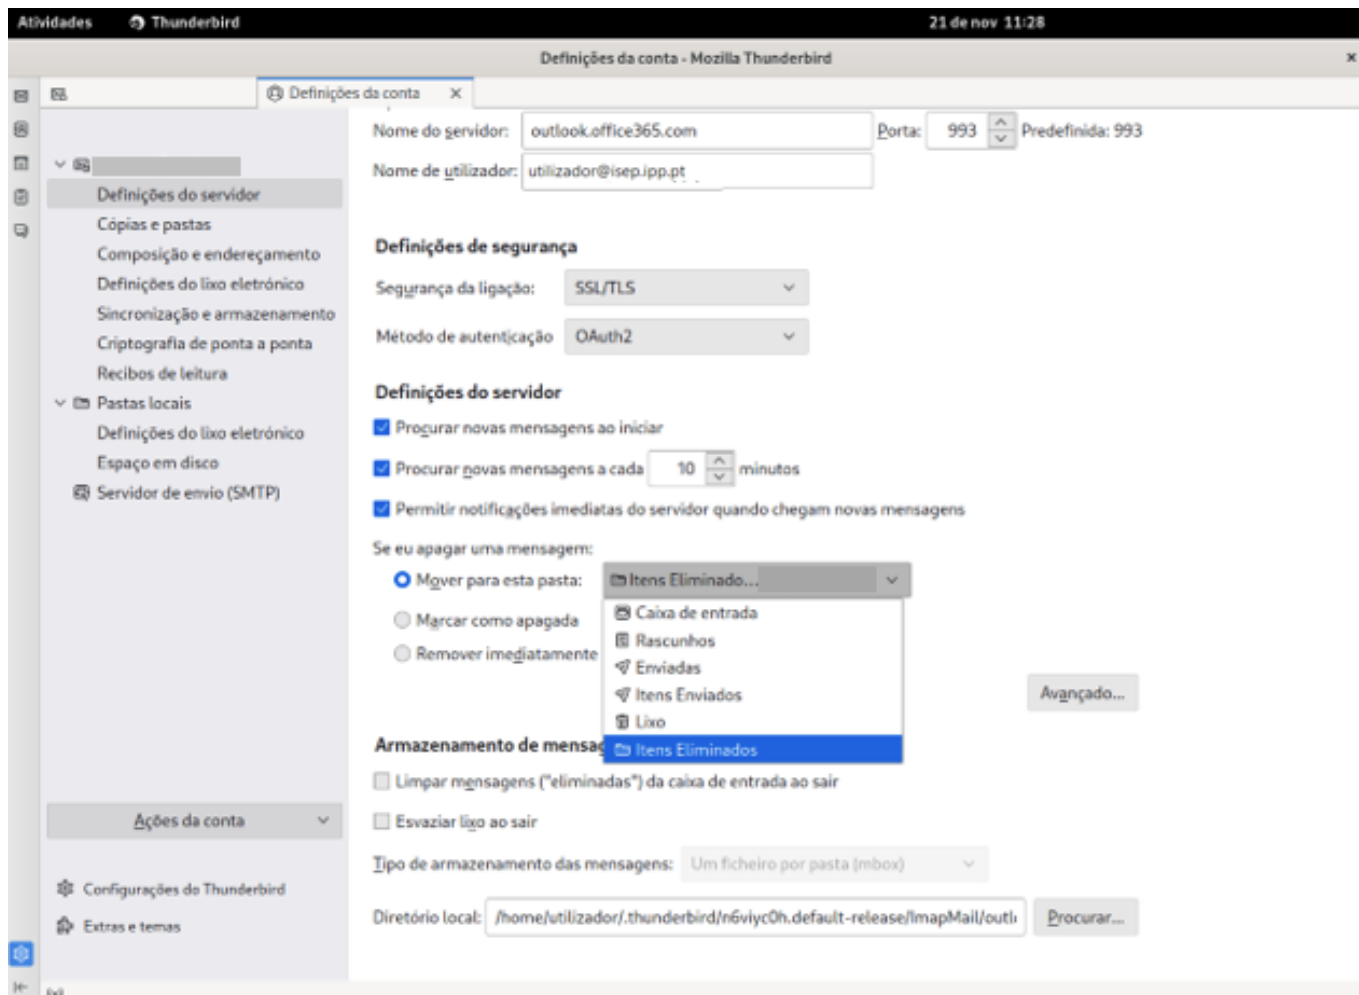 Atividades Thunderbird 21 de nov 11:28
Definições da conta - Mozilla Thunderbird
Definições da conta
Nome do servidor: outlook.office365.com Porta: 993 Predefinida: 993
Nome de utilizador: utilizador@isep.ipp.pt
Definições do servidor
Cópias e pastas
Composição e endereçamento
Definições do lixo eletrónico
Sincronização e armazenamento
Criptografia de ponta a ponta
Recibos de leitura
Pastas locais
Definições do lixo eletrónico
Espaço em disco
Servidor de envio (SMTP)
Ações da conta
Configurações do Thunderbird
Extras e temas
Definições de segurança
Segurança da ligação: SSL/TLS
Método de autenticação OAuth2
Definições do servidor
Procurar novas mensagens ao iniciar
Procurar novas mensagens a cada 10 minutos
Permitir notificações imediatas do servidor quando chegam novas mensagens
Se eu apagar uma mensagem:
Mover para esta pasta: Itens Eliminado...
Marcar como apagada
Remover imediatamente
Caixa de entrada
Rascunhos
Enviadas
Itens Enviados
Lixo
Itens Eliminados
Avançado...
Armazenamento de mensag
Limpar mensagens ("eliminadas") da caixa de entrada ao sair
Esvaziar lixo ao sair
Tipo de armazenamento das mensagens: Um ficheiro por pasta (mbox)
Diretório local: /home/utilizador/.thunderbird/n6viyc0h.default-release/ImapMail/outl Procurar...